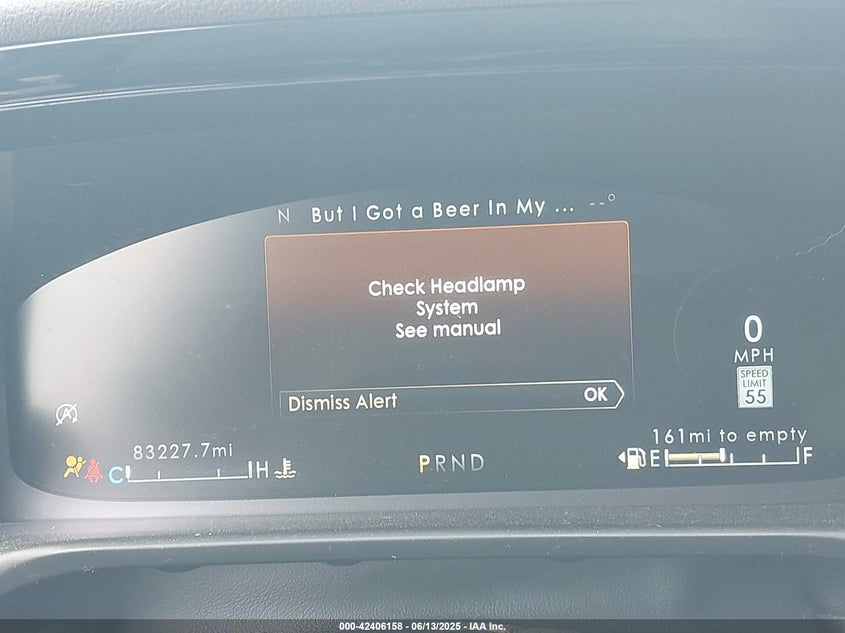 N But I Got a Beer In My ... --°
Check Headlamp
System
See manual
Dismiss Alert OK
0
MPH
SPEED
LIMIT
55
83227.7mi
161mi to empty
C H
PRND
E F
000-42406158 - 06/13/2025 - IAA Inc.